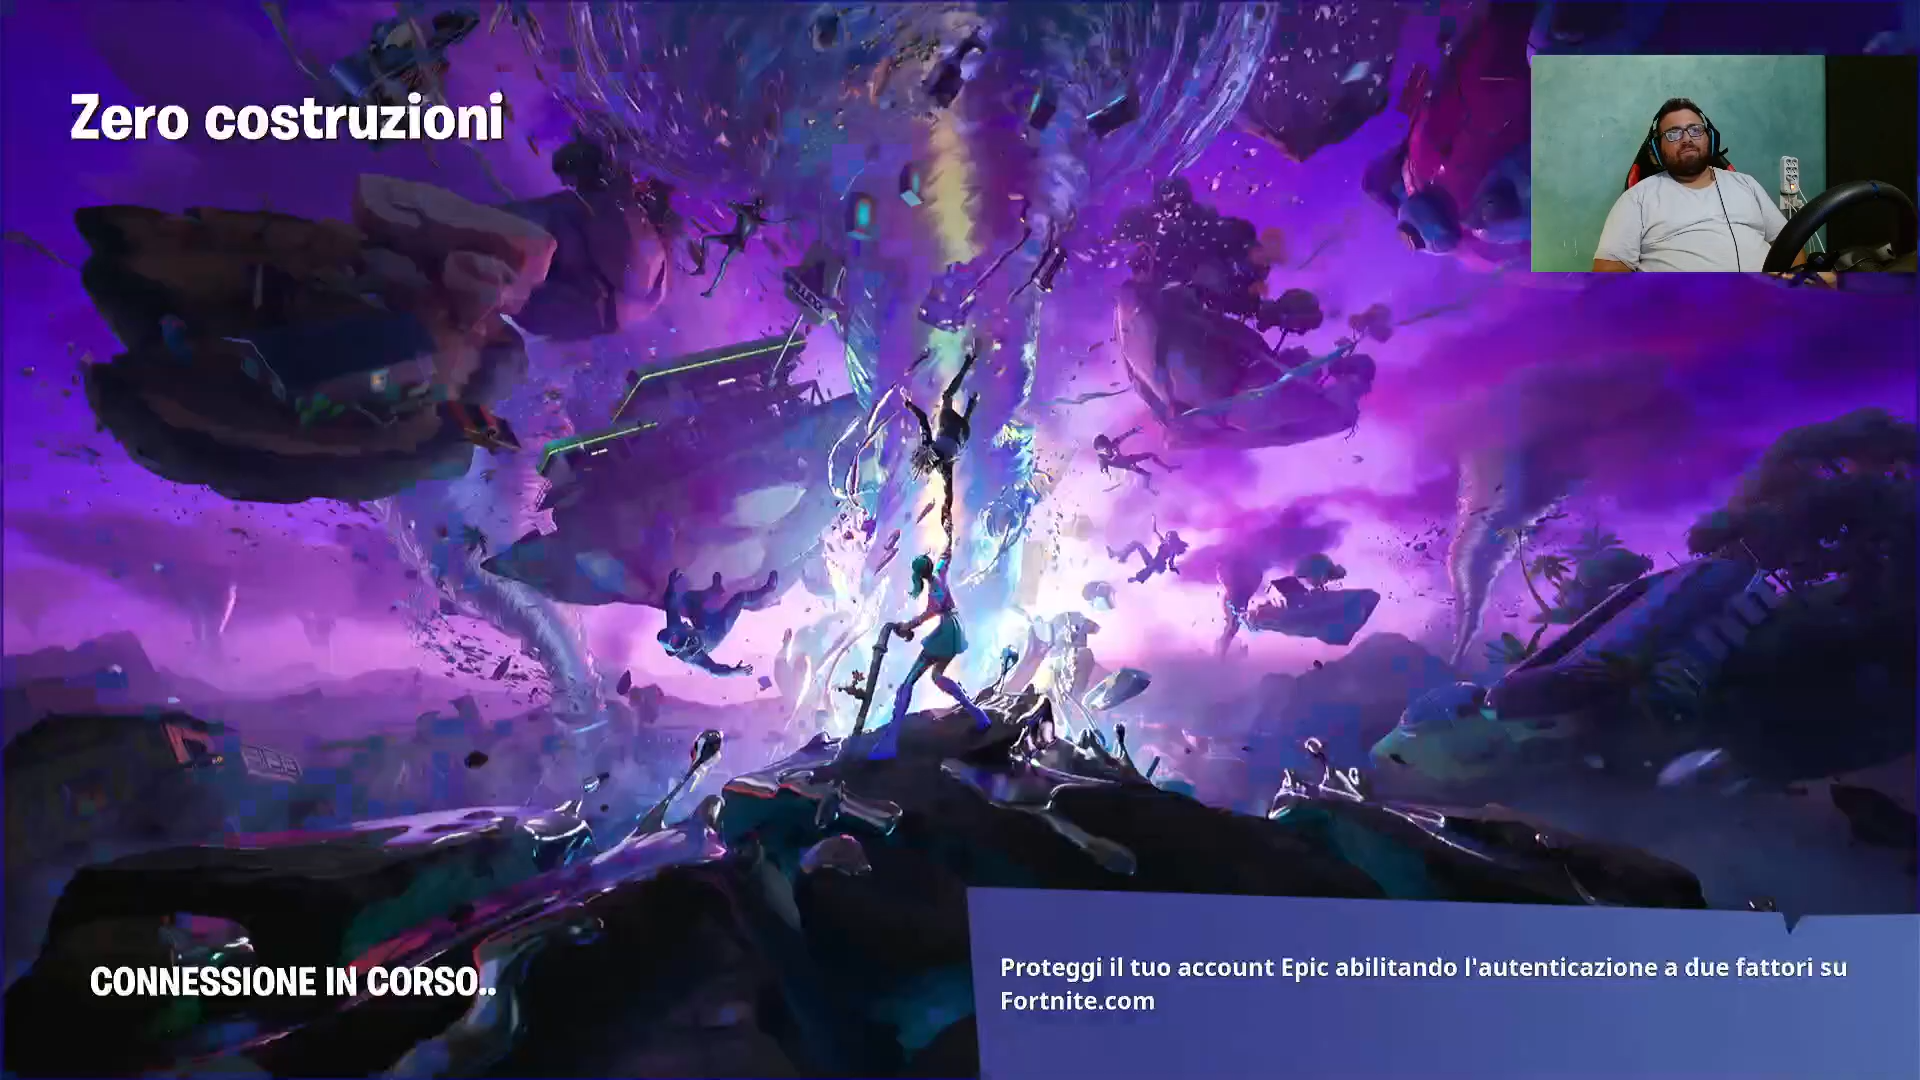 Zero costruzioni
CONNESSIONE IN CORSO..
Proteggi il tuo account Epic abilitando l'autenticazione a due fattori su
Fortnite.com